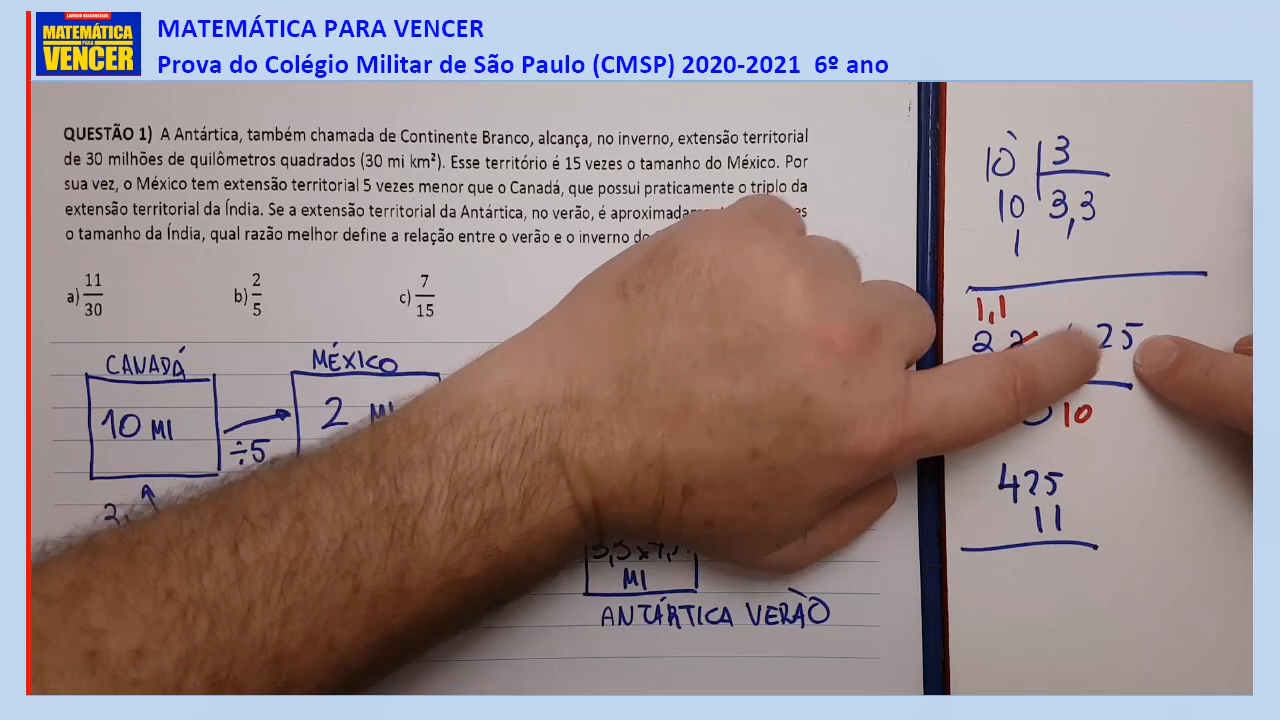 LAÉRCIO VASCONCELOS
MATEMÁTICA
PARA
VENCER
MATEMÁTICA PARA VENCER
Prova do Colégio Militar de São Paulo (CMSP) 2020-2021 6º ano
QUESTÃO 1) A Antártica, também chamada de Continente Branco, alcança, no inverno, extensão territorial
de 30 milhões de quilômetros quadrados (30 mi km²). Esse território é 15 vezes o tamanho do México. Por
sua vez, o México tem extensão territorial 5 vezes menor que o Canadá, que possui praticamente o triplo da
extensão territorial da Índia. Se a extensão territorial da Antártica, no verão, é
o tamanho da Índia, qual razão melhor define a relação entre o verão e o inverno
a) 11/30 b) 2/5 c) 7/15
CANADÁ MÉXICO
10 MI ÷5 2 MI
MI
ANTÁRTICA VERÃO
10 3
10 3,3
1
1,1
25
10
425
11